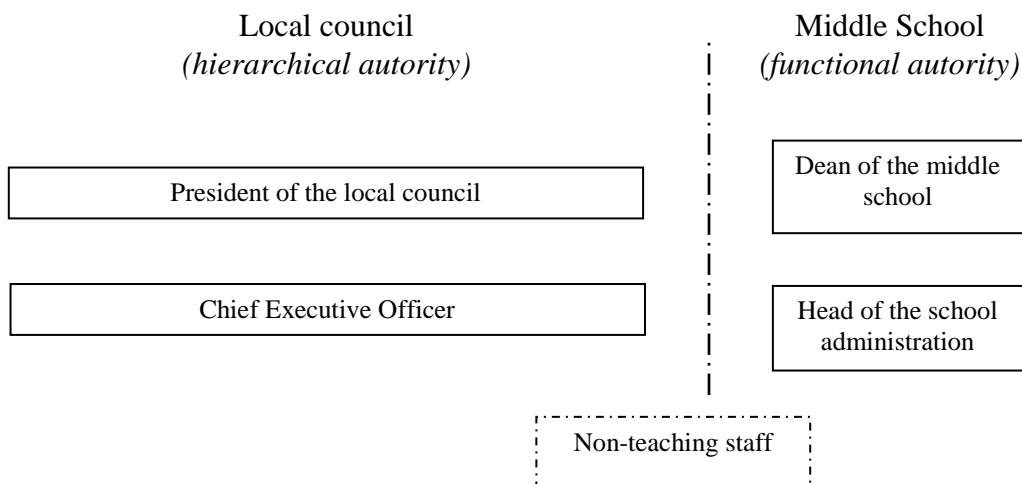 Local council
(hierarchical autority)
Middle School
(functional autority)
President of the local council
Dean of the middle
school
Chief Executive Officer
Head of the school
administration
Non-teaching staff